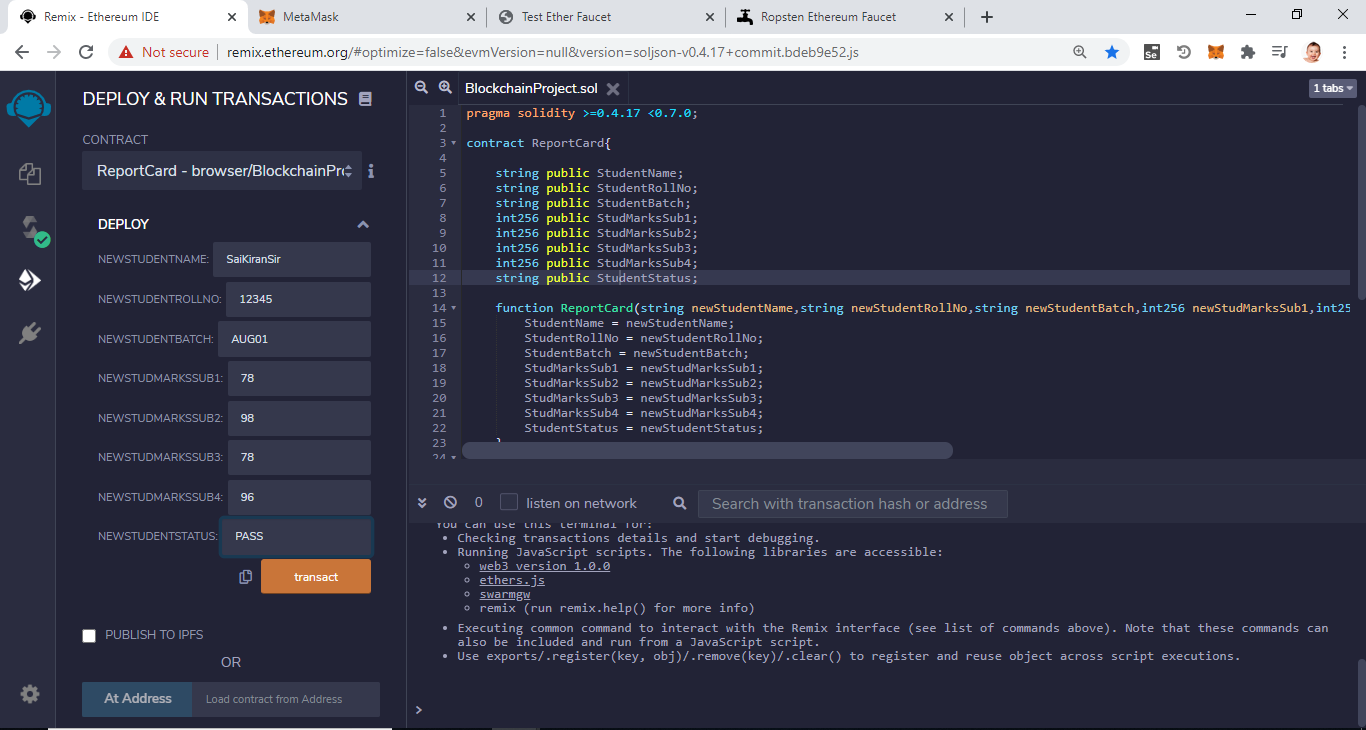 Remix - Ethereum IDE
MetaMask
Test Ether Faucet
Ropsten Ethereum Faucet
Not secure
remix.ethereum.org/#optimize=false&evmVersion=null&version=soljson-v0.4.17+commit.bdeb9e52.js
Se
DEPLOY & RUN TRANSACTIONS
CONTRACT
ReportCard - browser/BlockchainPr
DEPLOY
NEWSTUDENTNAME: SaiKiranSir
NEWSTUDENTROLLNO: 12345
NEWSTUDENTBATCH: AUG01
NEWSTUDMARKSSUB1: 78
NEWSTUDMARKSSUB2: 98
NEWSTUDMARKSSUB3: 78
NEWSTUDMARKSSUB4: 96
NEWSTUDENTSTATUS: PASS
transact
PUBLISH TO IPFS
OR
At Address Load contract from Address
BlockchainProject.sol
1 tabs
1 pragma solidity >=0.4.17 <0.7.0;
2
3 contract ReportCard{
4
5 string public StudentName;
6 string public StudentRollNo;
7 string public StudentBatch;
8 int256 public StudMarksSub1;
9 int256 public StudMarksSub2;
10 int256 public StudMarksSub3;
11 int256 public StudMarksSub4;
12 string public StudentStatus;
13
14 function ReportCard(string newStudentName,string newStudentRollNo,string newStudentBatch,int256 newStudMarksSub1,int25
15 StudentName = newStudentName;
16 StudentRollNo = newStudentRollNo;
17 StudentBatch = newStudentBatch;
18 StudMarksSub1 = newStudMarksSub1;
19 StudMarksSub2 = newStudMarksSub2;
20 StudMarksSub3 = newStudMarksSub3;
21 StudMarksSub4 = newStudMarksSub4;
22 StudentStatus = newStudentStatus;
23 }
24
0
listen on network
Search with transaction hash or address
You can use this terminal for:
• Checking transactions details and start debugging.
• Running JavaScript scripts. The following libraries are accessible:
○ web3 version 1.0.0
○ ethers.js
○ swarmgw
○ remix (run remix.help() for more info)
• Executing common command to interact with the Remix interface (see list of commands above). Note that these commands can
also be included and run from a JavaScript script.
• Use exports/.register(key, obj)/.remove(key)/.clear() to register and reuse object across script executions.
>